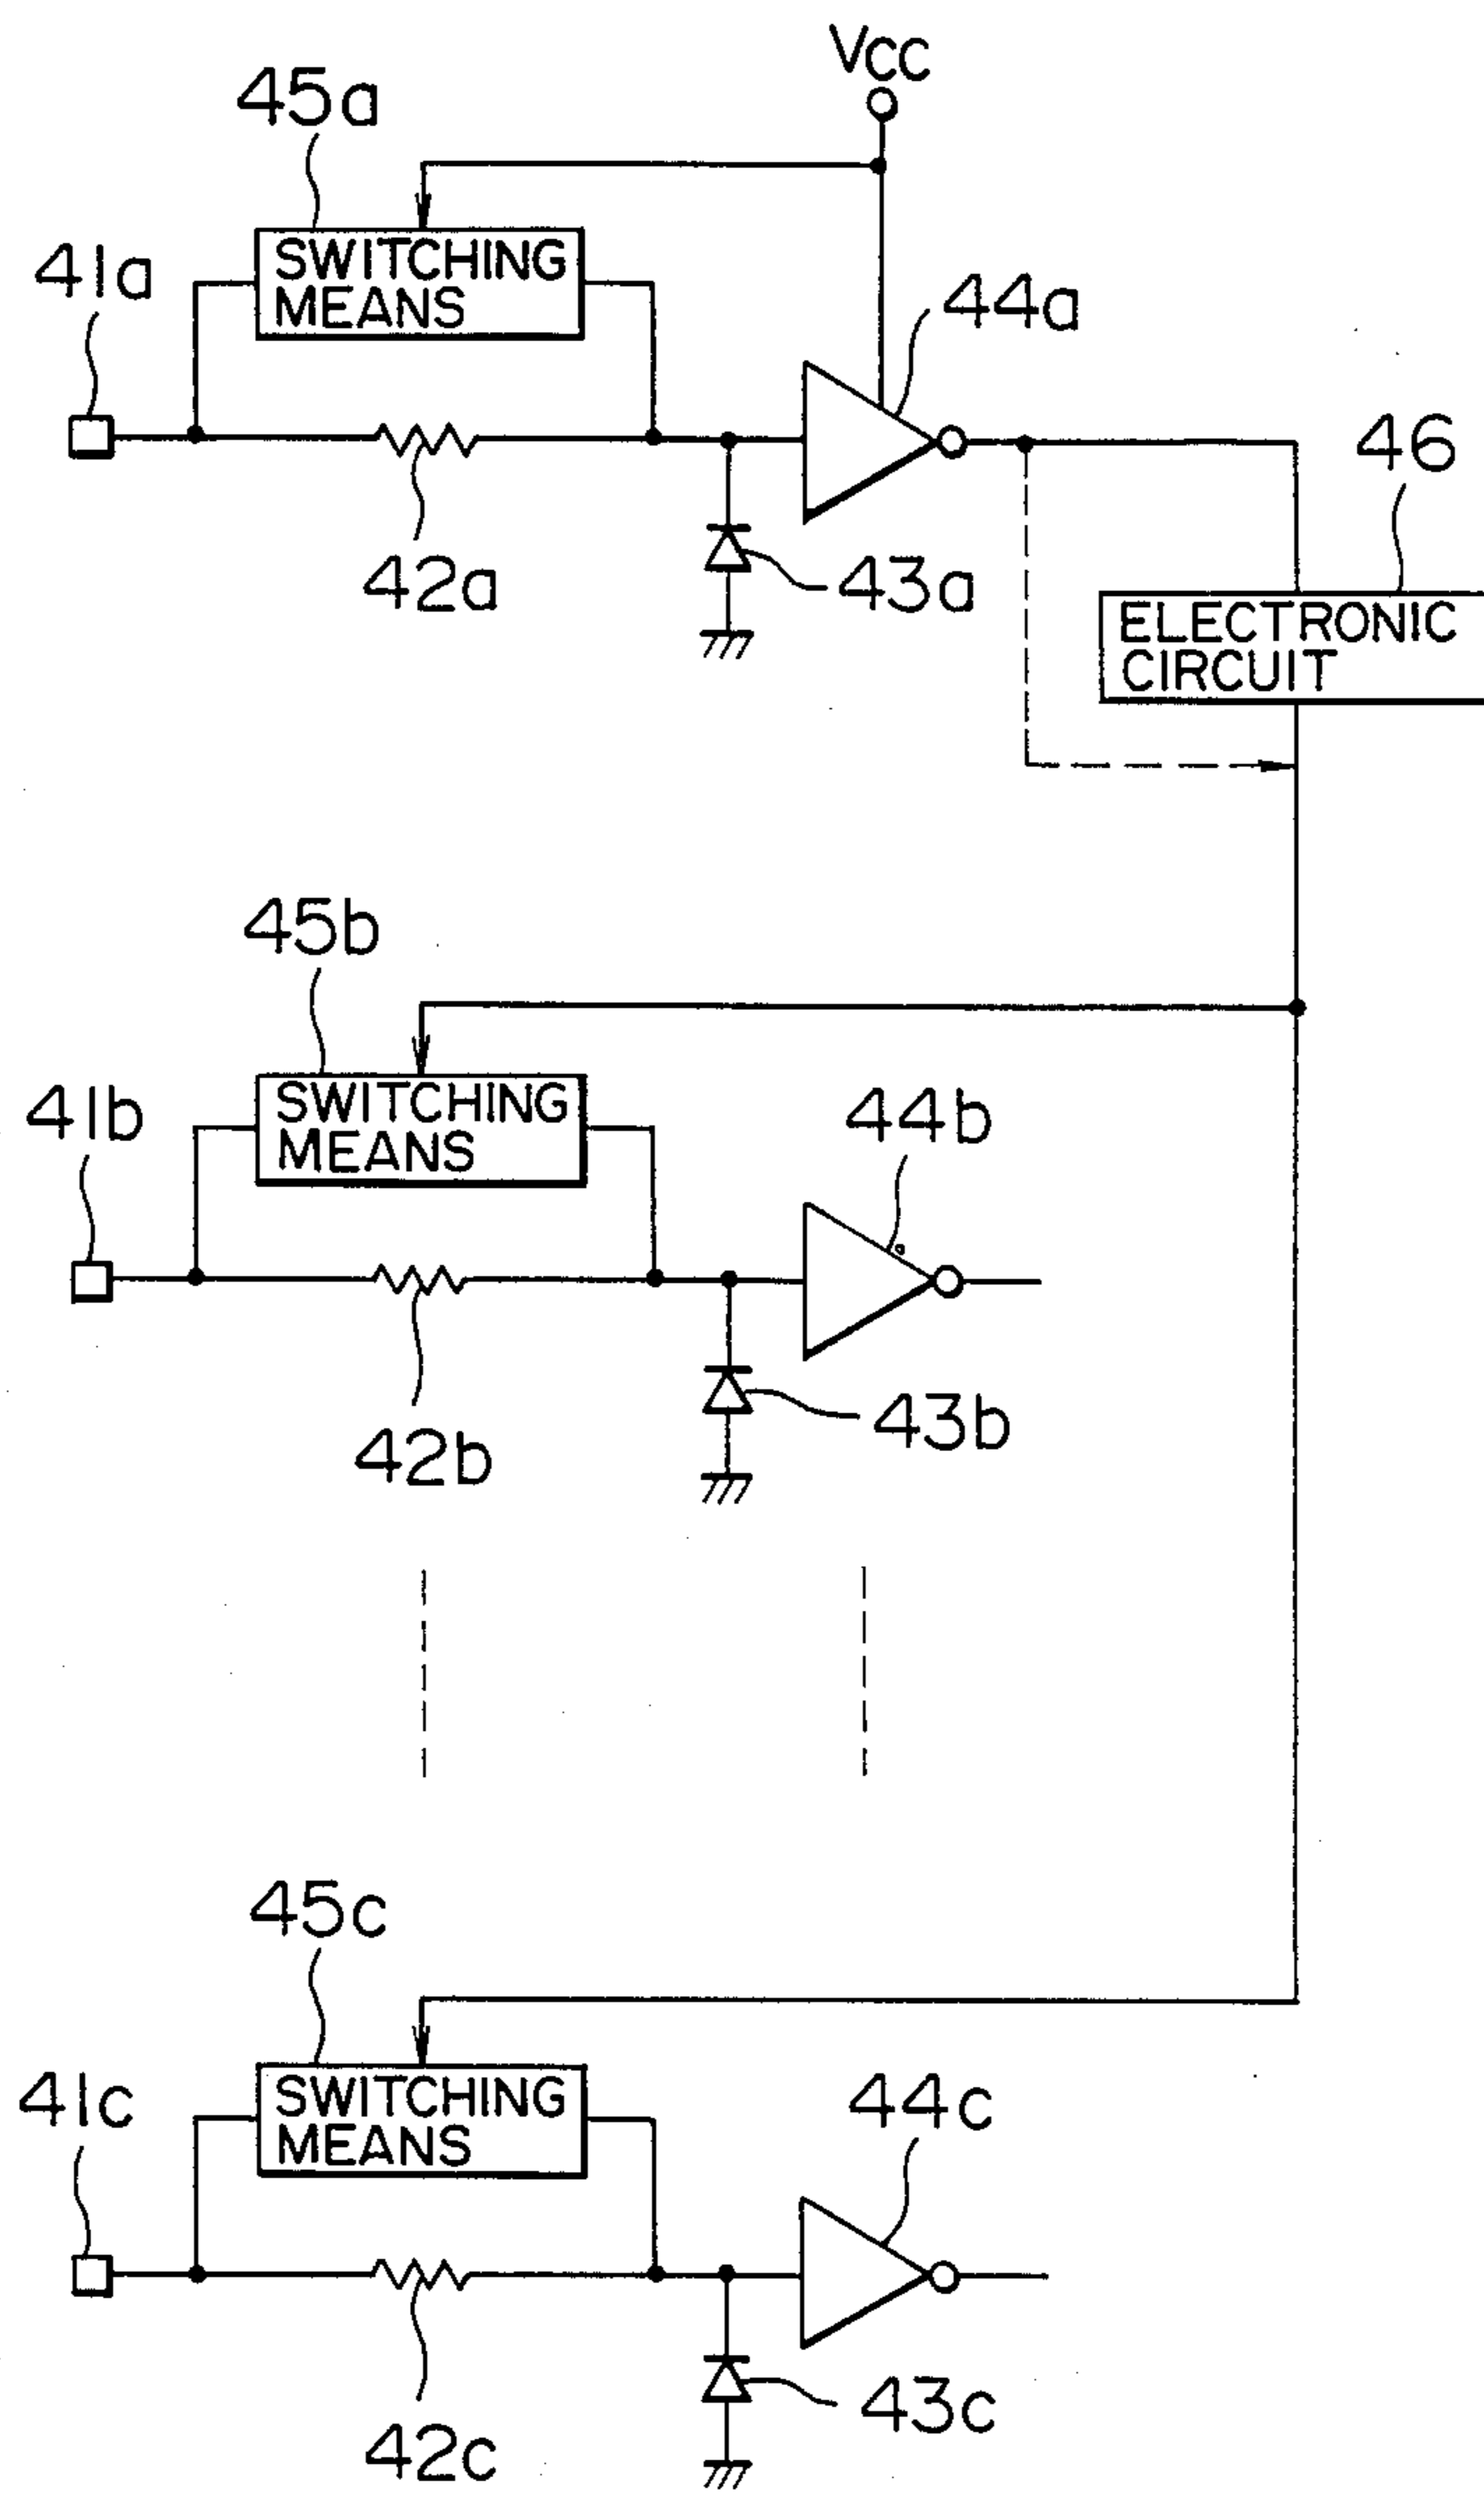 VCC
45a
SWITCHING
MEANS
41a
44a
46
42a
43a
ELECTRONIC
CIRCUIT
45b
41b
SWITCHING
MEANS
44b
42b
43b
45c
41c
SWITCHING
MEANS
44c
42c
43c